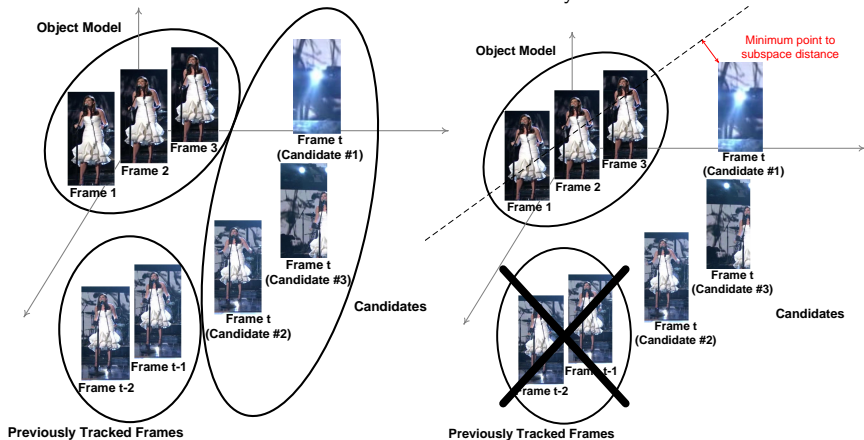 Object Model
Frame 1
Frame 2
Frame 3
Frame t
(Candidate #1)
Frame t
(Candidate #3)
Frame t
(Candidate #2)
Candidates
Frame t-1
Frame t-2
Previously Tracked Frames
Object Model
Minimum point to
subspace distance
Frame 1
Frame 2
Frame 3
Frame t
(Candidate #1)
Frame t
(Candidate #3)
Frame t
(Candidate #2)
Candidates
Frame t-1
Frame t-2
Previously Tracked Frames